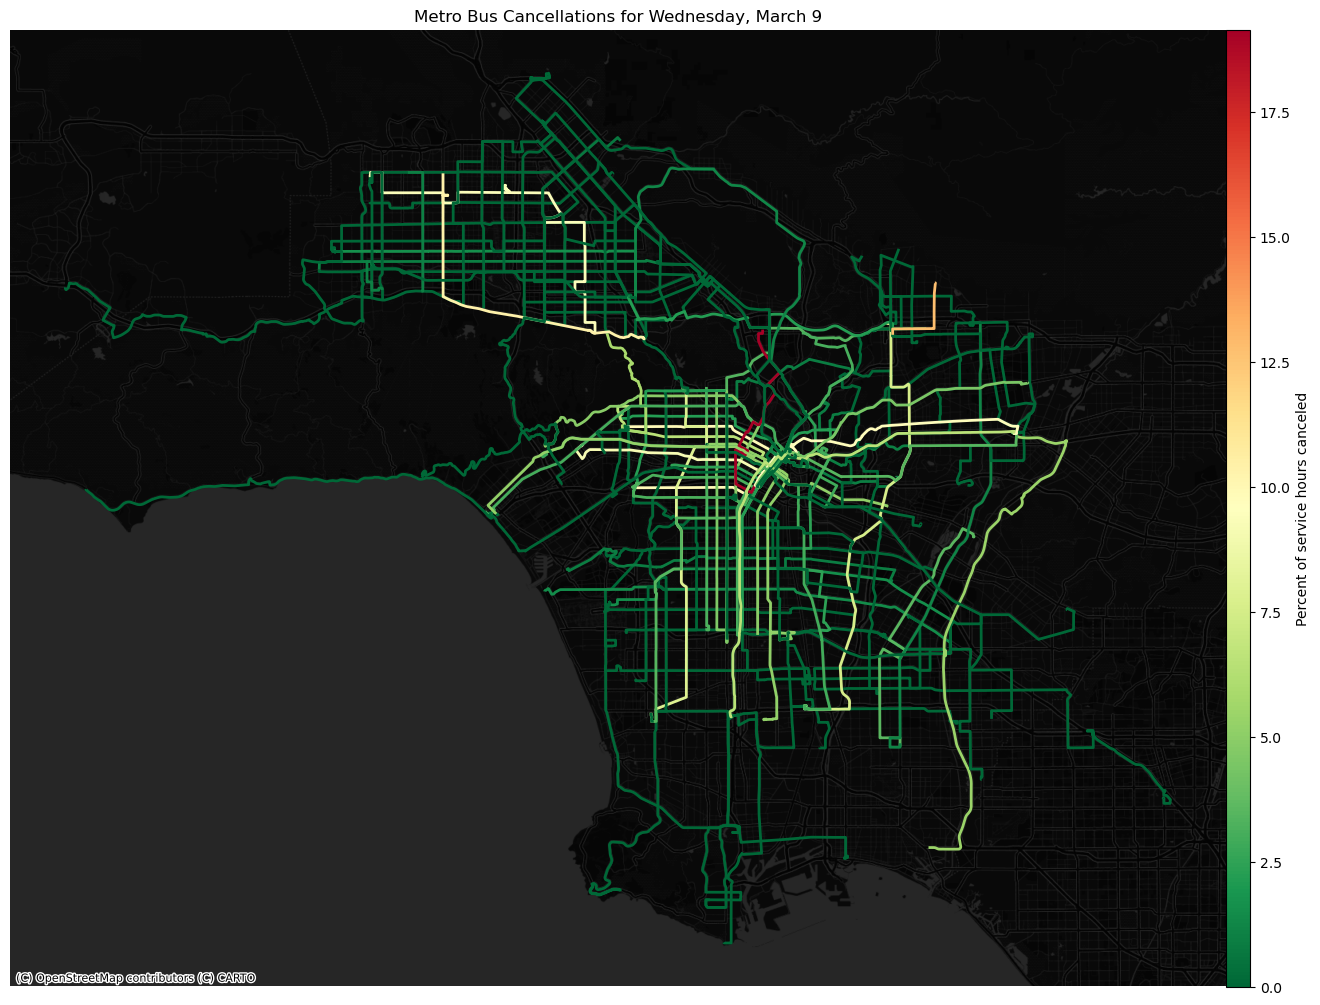 Metro Bus Cancellations for Wednesday, March 9
17.5
15.0
12.5
10.0
7.5
5.0
2.5
0.0
Percent of service hours canceled
(C) OpenStreetMap contributors (C) CARTO